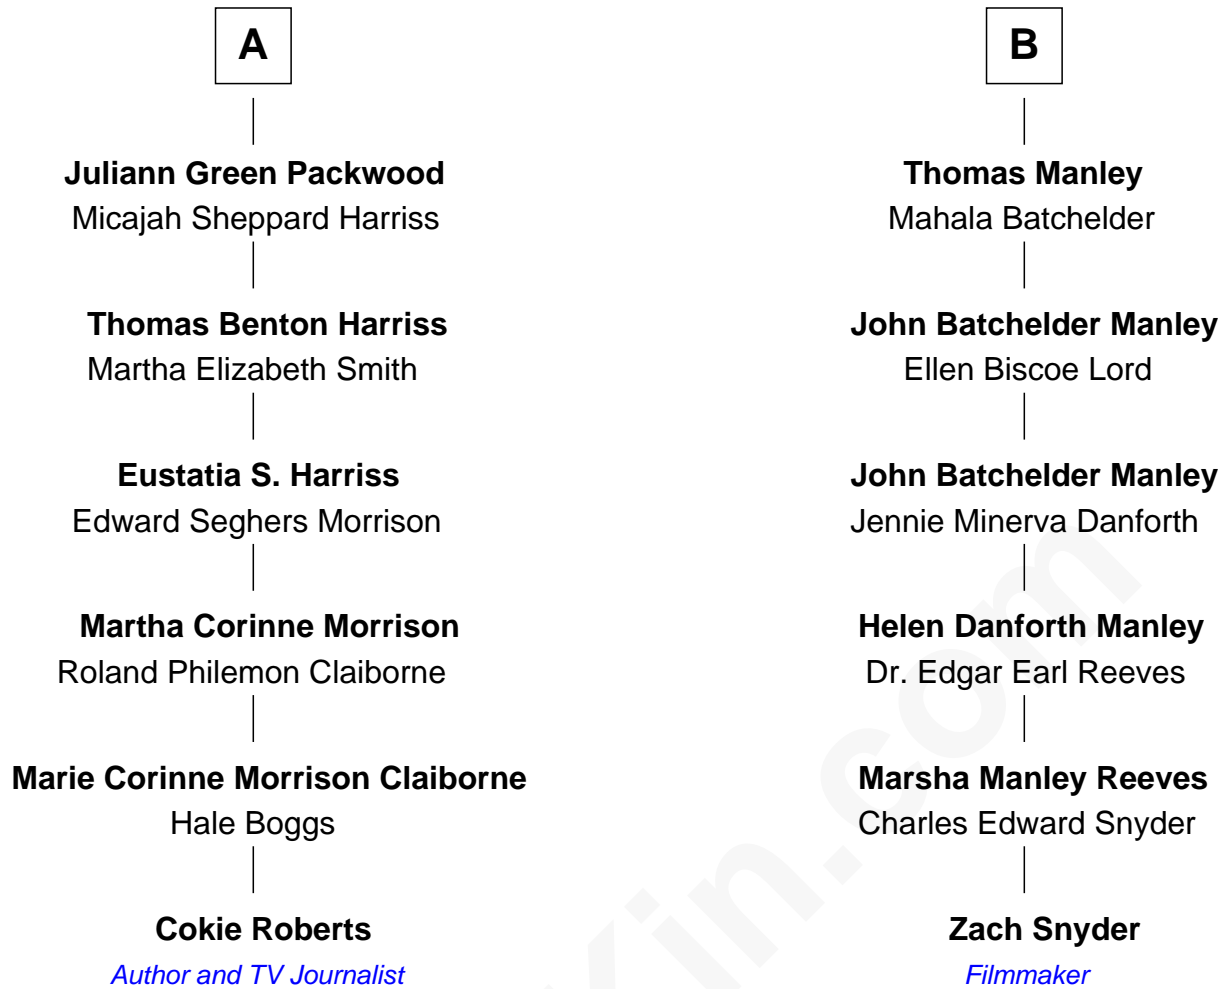 A
Juliann Green Packwood
Micajah Sheppard Harriss
Thomas Benton Harriss
Martha Elizabeth Smith
Eustatia S. Harriss
Edward Seghers Morrison
Martha Corinne Morrison
Roland Philemon Claiborne
Marie Corinne Morrison Claiborne
Hale Boggs
Cokie Roberts
Author and TV Journalist
B
Thomas Manley
Mahala Batchelder
John Batchelder Manley
Ellen Biscoe Lord
John Batchelder Manley
Jennie Minerva Danforth
Helen Danforth Manley
Dr. Edgar Earl Reeves
Marsha Manley Reeves
Charles Edward Snyder
Zach Snyder
Filmmaker